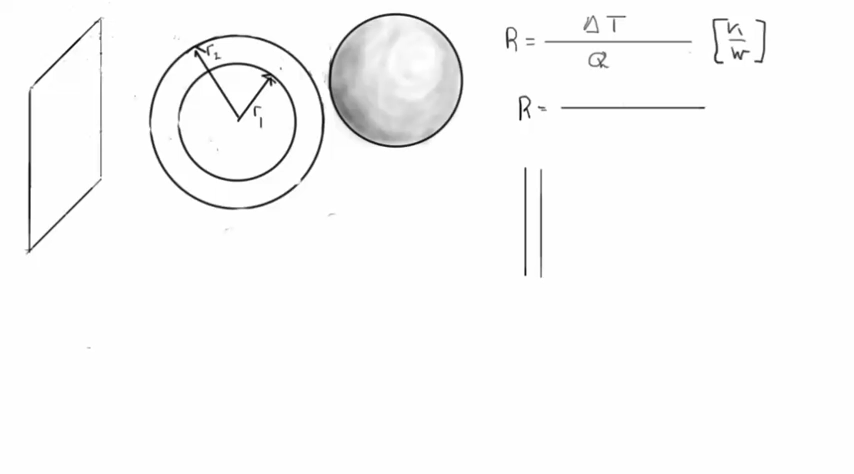 r₂
r₁
R = ΔT / Q [K / W]
R =